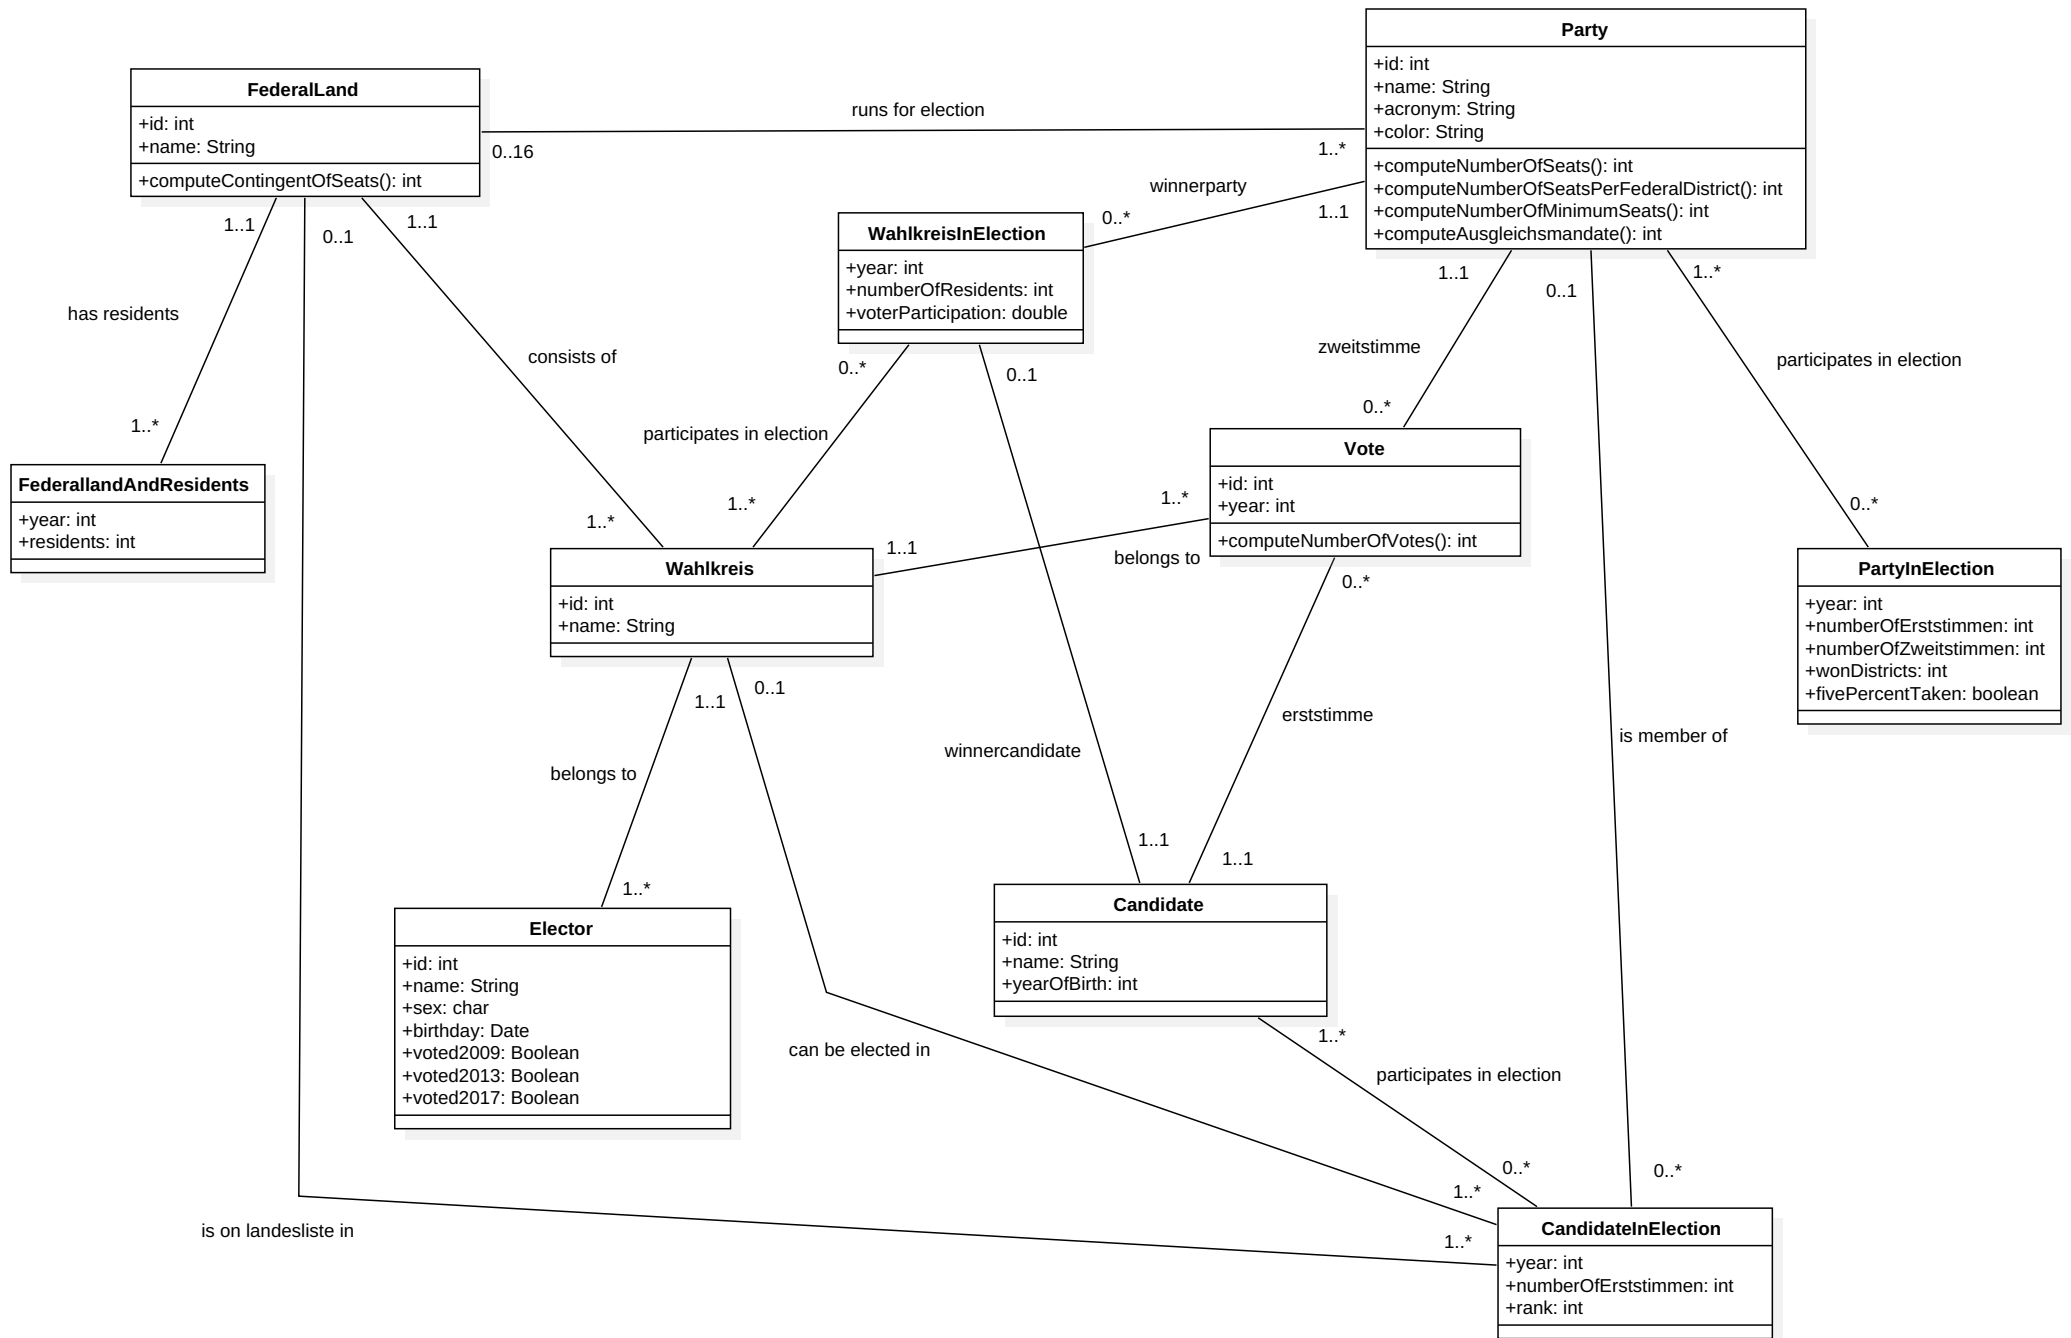 Party
+id: int
+name: String
+acronym: String
+color: String
+computeNumberOfSeats(): int
+computeNumberOfSeatsPerFederalDistrict(): int
+computeNumberOfMinimumSeats(): int
+computeAusgleichsmandate(): int
FederalLand
+id: int
+name: String
+computeContingentOfSeats(): int
runs for election
0..16
1..*
winnerparty
0..*
1..1
WahlkreisInElection
+year: int
+numberOfResidents: int
+voterParticipation: double
1..1
0..1
1..1
has residents
1..*
consists of
1..*
0..*
participates in election
1..*
0..1
winnercandidate
1..1
1..1
zweitstimme
0..*
0..1
is member of
0..*
1..*
participates in election
0..*
FederallandAndResidents
+year: int
+residents: int
Vote
+id: int
+year: int
+computeNumberOfVotes(): int
1..*
belongs to
1..1
Wahlkreis
+id: int
+name: String
PartyInElection
+year: int
+numberOfErststimmen: int
+numberOfZweitstimmen: int
+wonDistricts: int
+fivePercentTaken: boolean
0..*
erststimme
1..1
1..1
0..1
belongs to
1..*
Elector
+id: int
+name: String
+sex: char
+birthday: Date
+voted2009: Boolean
+voted2013: Boolean
+voted2017: Boolean
Candidate
+id: int
+name: String
+yearOfBirth: int
can be elected in
1..*
1..*
participates in election
0..*
is on landesliste in
1..*
CandidateInElection
+year: int
+numberOfErststimmen: int
+rank: int